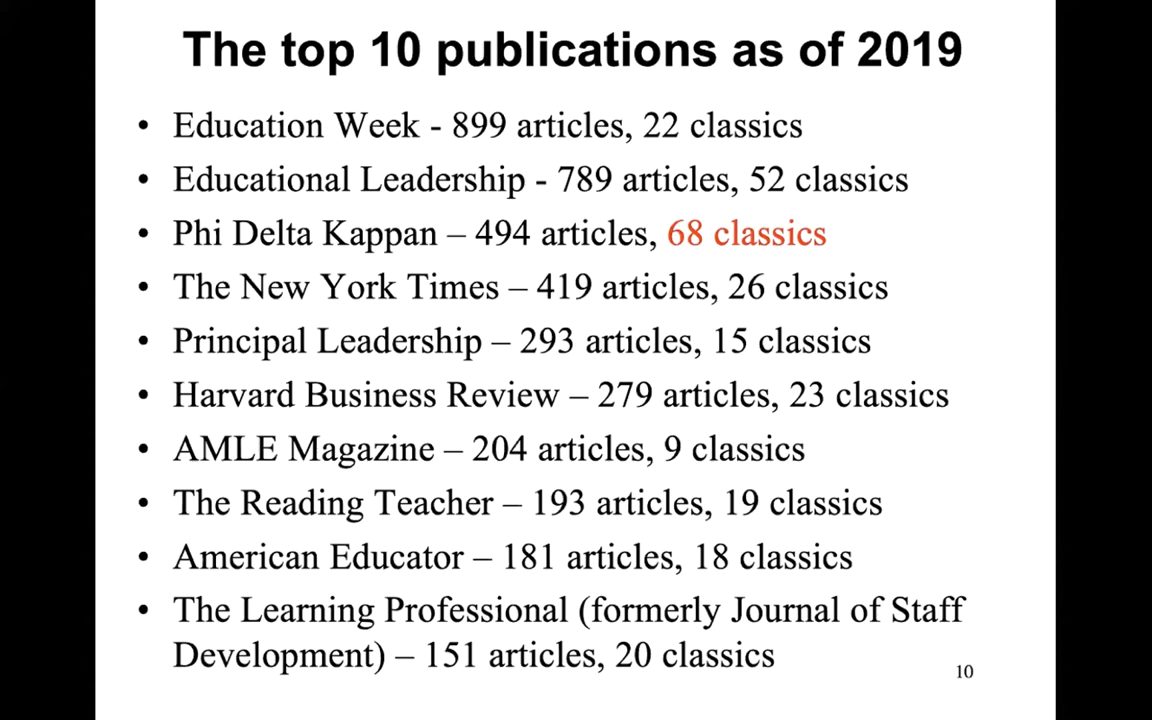 The top 10 publications as of 2019
• Education Week - 899 articles, 22 classics
• Educational Leadership - 789 articles, 52 classics
• Phi Delta Kappan – 494 articles, 68 classics
• The New York Times – 419 articles, 26 classics
• Principal Leadership – 293 articles, 15 classics
• Harvard Business Review – 279 articles, 23 classics
• AMLE Magazine – 204 articles, 9 classics
• The Reading Teacher – 193 articles, 19 classics
• American Educator – 181 articles, 18 classics
• The Learning Professional (formerly Journal of Staff
Development) – 151 articles, 20 classics
10